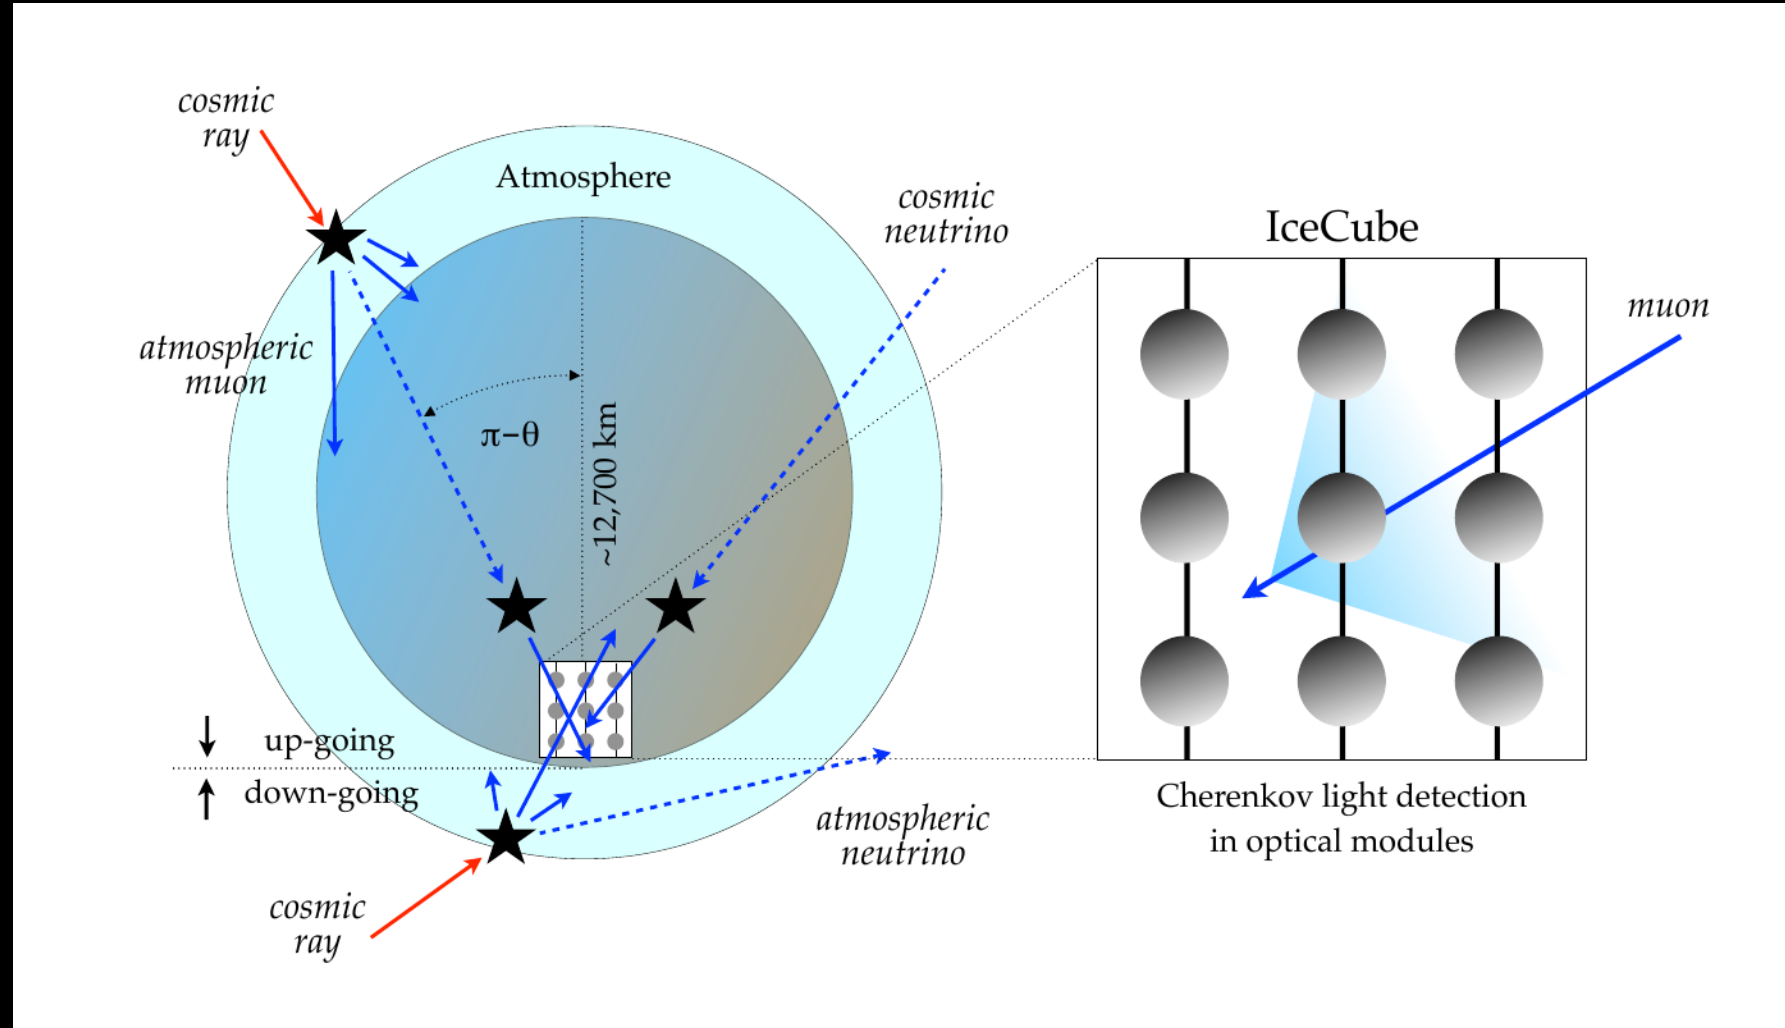 cosmic
ray
Atmosphere
cosmic
neutrino
IceCube
muon
atmospheric
muon
π−θ
~12,700 km
up-going
down-going
atmospheric
neutrino
Cherenkov light detection
in optical modules
cosmic
ray